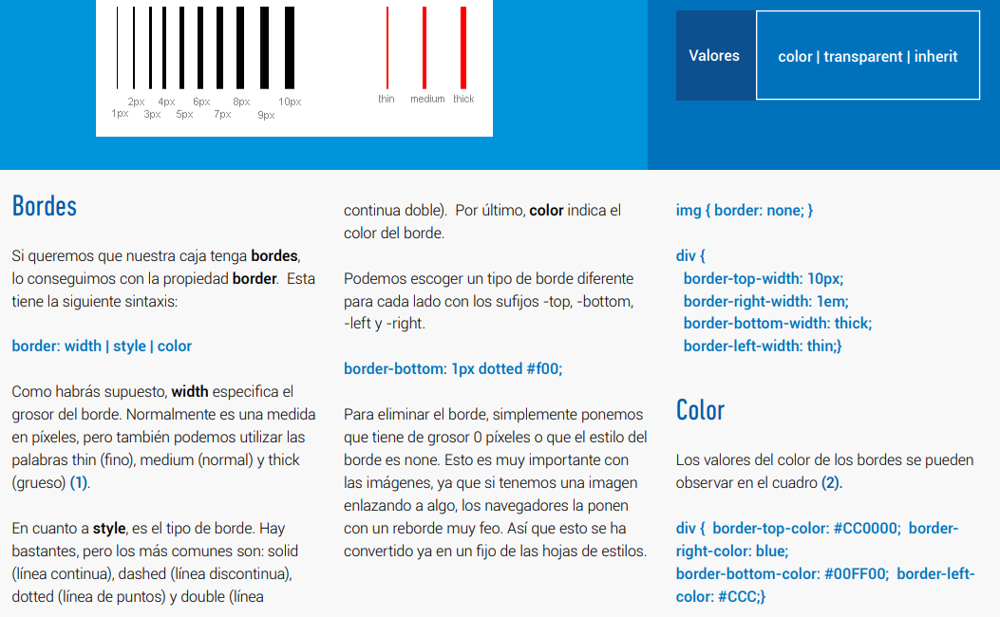 2px 4px 6px 8px 10px
1px 3px 5px 7px 9px
thin medium thick
Valores
color | transparent | inherit
Bordes
Si queremos que nuestra caja tenga bordes,
lo conseguimos con la propiedad border.  Esta
tiene la siguiente sintaxis:
border: width | style | color
Como habrás supuesto, width especifica el
grosor del borde. Normalmente es una medida
en píxeles, pero también podemos utilizar las
palabras thin (fino), medium (normal) y thick
(grueso) (1).
En cuanto a style, es el tipo de borde. Hay
bastantes, pero los más comunes son: solid
(línea continua), dashed (línea discontinua),
dotted (línea de puntos) y double (línea
continua doble).  Por último, color indica el
color del borde.
Podemos escoger un tipo de borde diferente
para cada lado con los sufijos -top, -bottom,
-left y -right.
border-bottom: 1px dotted #f00;
Para eliminar el borde, simplemente ponemos
que tiene de grosor 0 píxeles o que el estilo del
borde es none. Esto es muy importante con
las imágenes, ya que si tenemos una imagen
enlazando a algo, los navegadores la ponen
con un reborde muy feo. Así que esto se ha
convertido ya en un fijo de las hojas de estilos.
img { border: none; }
div {
border-top-width: 10px;
border-right-width: 1em;
border-bottom-width: thick;
border-left-width: thin;}
Color
Los valores del color de los bordes se pueden
observar en el cuadro (2).
div {  border-top-color: #CC0000;  border-
right-color: blue;
border-bottom-color: #00FF00;  border-left-
color: #CCC;}